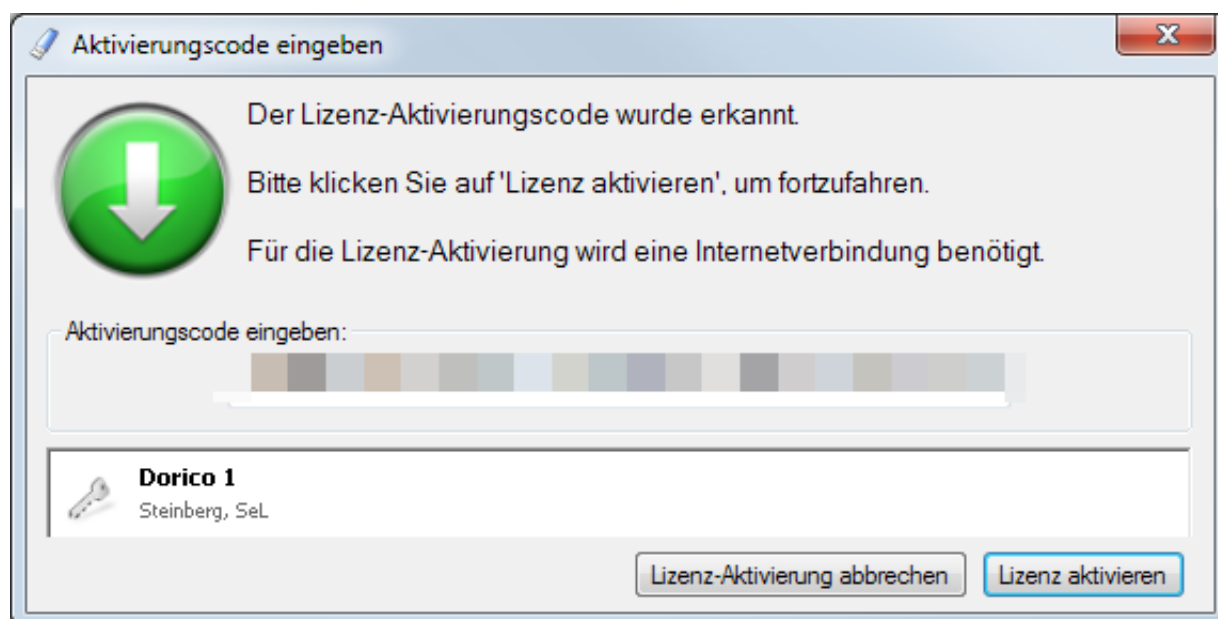 Aktivierungscode eingeben
Der Lizenz-Aktivierungscode wurde erkannt.
Bitte klicken Sie auf 'Lizenz aktivieren', um fortzufahren.
Für die Lizenz-Aktivierung wird eine Internetverbindung benötigt.
Aktivierungscode eingeben:
Dorico 1
Steinberg, SeL
Lizenz-Aktivierung abbrechen
Lizenz aktivieren